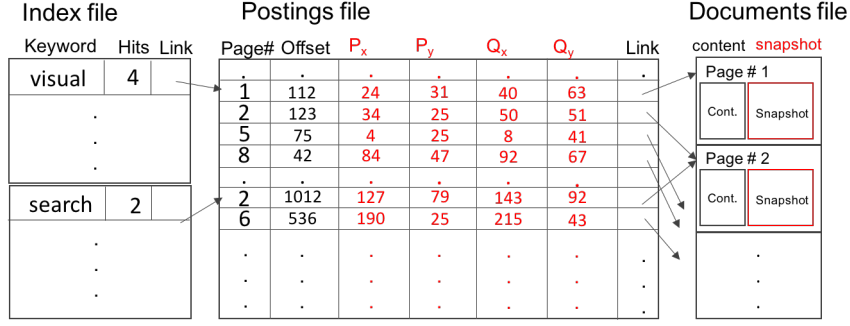 Index file Postings file Documents file
Keyword Hits Link Page# Offset Px Py Qx Qy Link content snapshot
visual 4 . . . . . . .
1 112 24 31 40 63 Page # 1
2 123 34 25 50 51 Cont. Snapshot
5 75 4 25 8 41
8 42 84 47 92 67 Page # 2
. . . . . .
search 2 2 1012 127 79 143 92 Cont. Snapshot
6 536 190 25 215 43